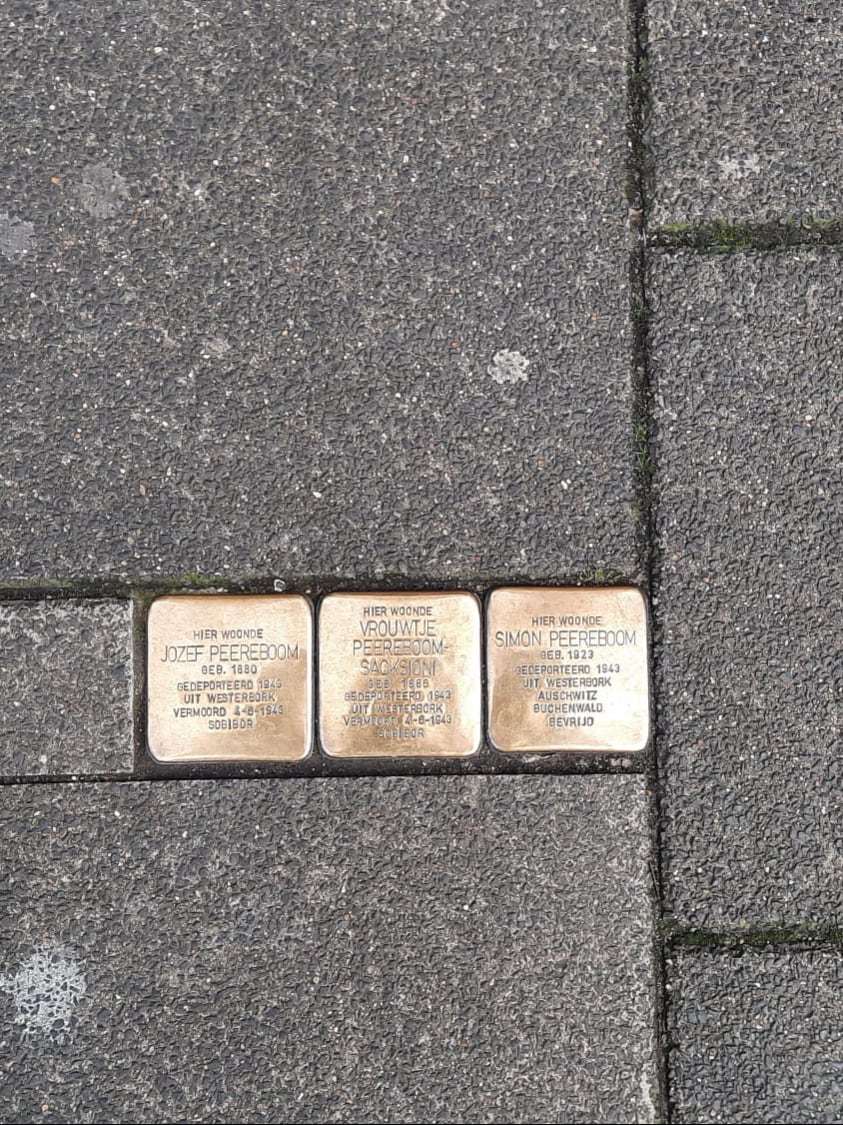 HIER WOONDE
JOZEF PEEREBOOM
GEB. 1880
GEDEPORTEERD 1943
UIT WESTERBORK
VERMOORD 4-6-1943
SOBIBOR
HIER WOONDE
VROUWTJE
PEEREBOOM-
SACKSIONI
GEB. 1886
GEDEPORTEERD 1943
UIT WESTERBORK
VERMOORD 4-6-1943
SOBIBOR
HIER WOONDE
SIMON PEEREBOOM
GEB. 1923
GEDEPORTEERD 1943
UIT WESTERBORK
AUSCHWITZ
BUCHENWALD
BEVRIJD